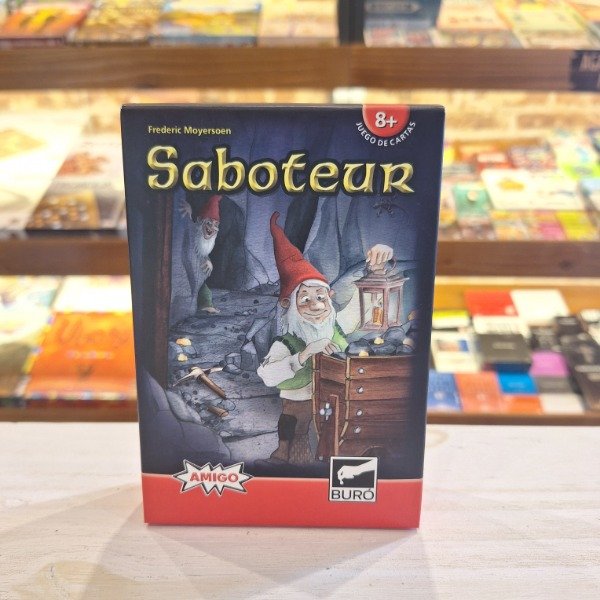 8+
JUEGO DE CARTAS
Frederic Moyersoen
Saboteur
AMIGO
BURÓ